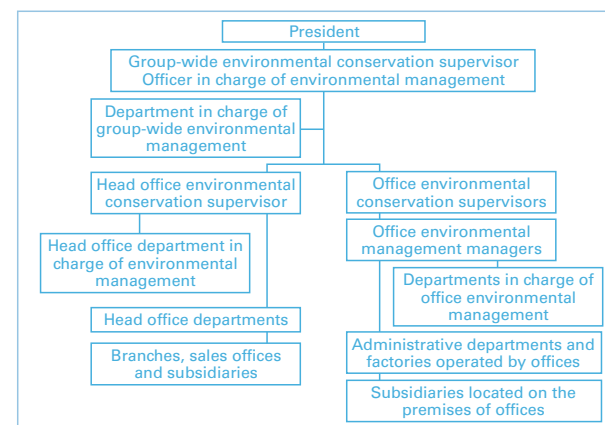 President
Group-wide environmental conservation supervisor
Officer in charge of environmental management
Department in charge of
group-wide environmental
management
Head office environmental
conservation supervisor
Head office department in
charge of environmental
management
Head office departments
Branches, sales offices
and subsidiaries
Office environmental
conservation supervisors
Office environmental
management managers
Departments in charge of
office environmental
management
Administrative departments and
factories operated by offices
Subsidiaries located on the
premises of offices